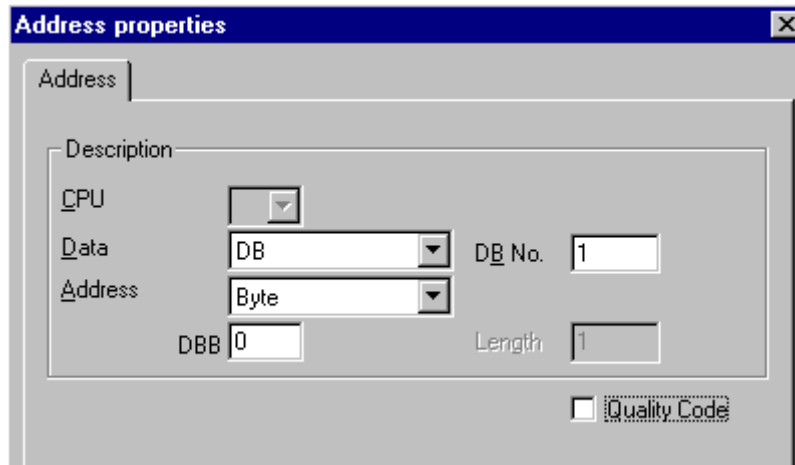 Address properties
Address
Description
CPU
Data DB DB No. 1
Address Byte
DBB 0 Length 1
Quality Code